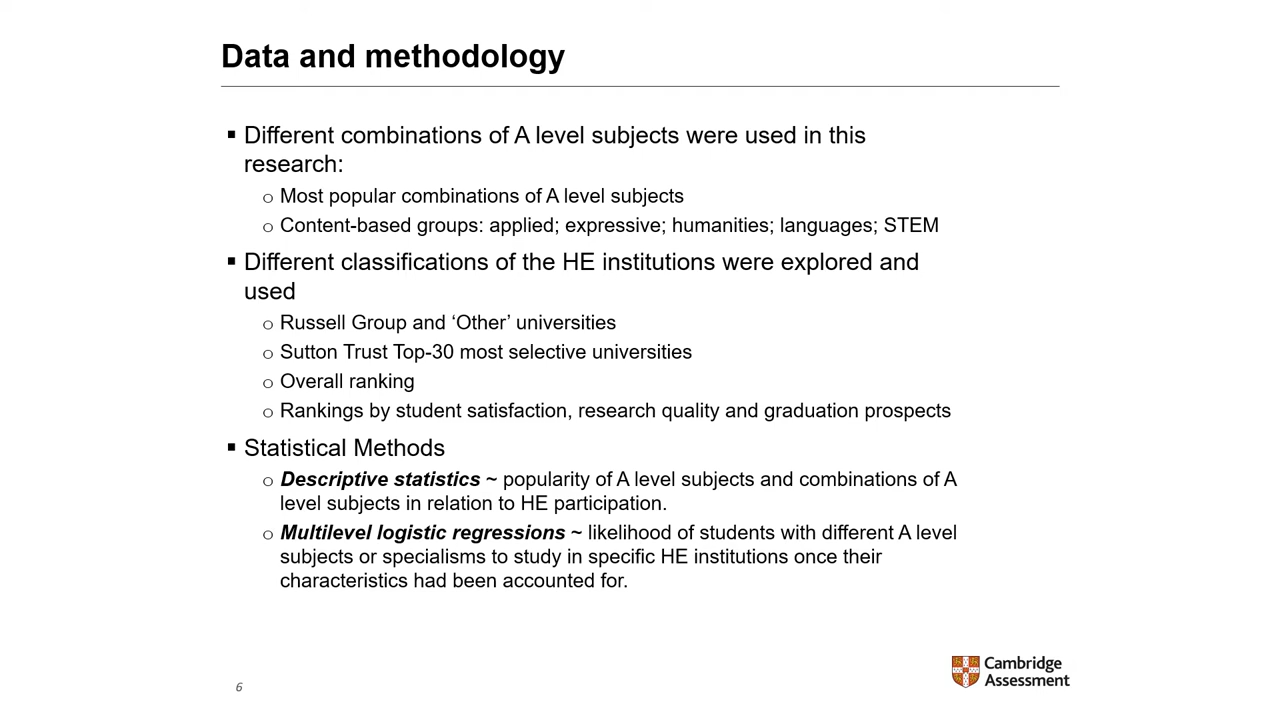 Data and methodology
▪ Different combinations of A level subjects were used in this
research:
o Most popular combinations of A level subjects
o Content-based groups: applied; expressive; humanities; languages; STEM
▪ Different classifications of the HE institutions were explored and
used
o Russell Group and ‘Other’ universities
o Sutton Trust Top-30 most selective universities
o Overall ranking
o Rankings by student satisfaction, research quality and graduation prospects
▪ Statistical Methods
o Descriptive statistics ~ popularity of A level subjects and combinations of A
level subjects in relation to HE participation.
o Multilevel logistic regressions ~ likelihood of students with different A level
subjects or specialisms to study in specific HE institutions once their
characteristics had been accounted for.
6
Cambridge
Assessment